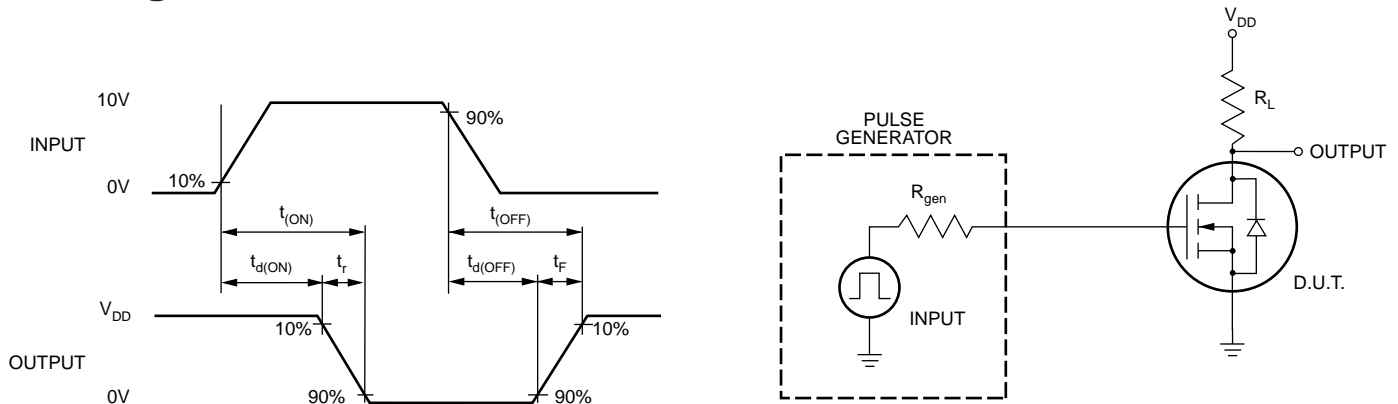 10V
INPUT
0V
10%
90%
t(ON)
t(OFF)
td(ON)
tr
td(OFF)
tF
VDD
10%
10%
OUTPUT
0V
90%
90%
PULSE
GENERATOR
Rgen
INPUT
VDD
RL
OUTPUT
D.U.T.